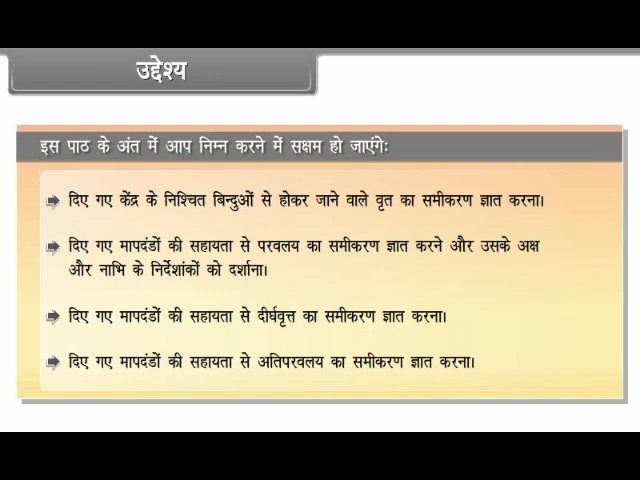 उद्देश्य
इस पाठ के अंत में आप निम्न करने में सक्षम हो जाएंगेः
दिए गए केंद्र के निश्चित बिन्दुओं से होकर जाने वाले वृत का समीकरण ज्ञात करना।
दिए गए मापदंडों की सहायता से परवलय का समीकरण ज्ञात करने और उसके अक्ष
और नाभि के निर्देशांकों को दर्शाना।
दिए गए मापदंडों की सहायता से दीर्घवृत्त का समीकरण ज्ञात करना।
दिए गए मापदंडों की सहायता से अतिपरवलय का समीकरण ज्ञात करना।